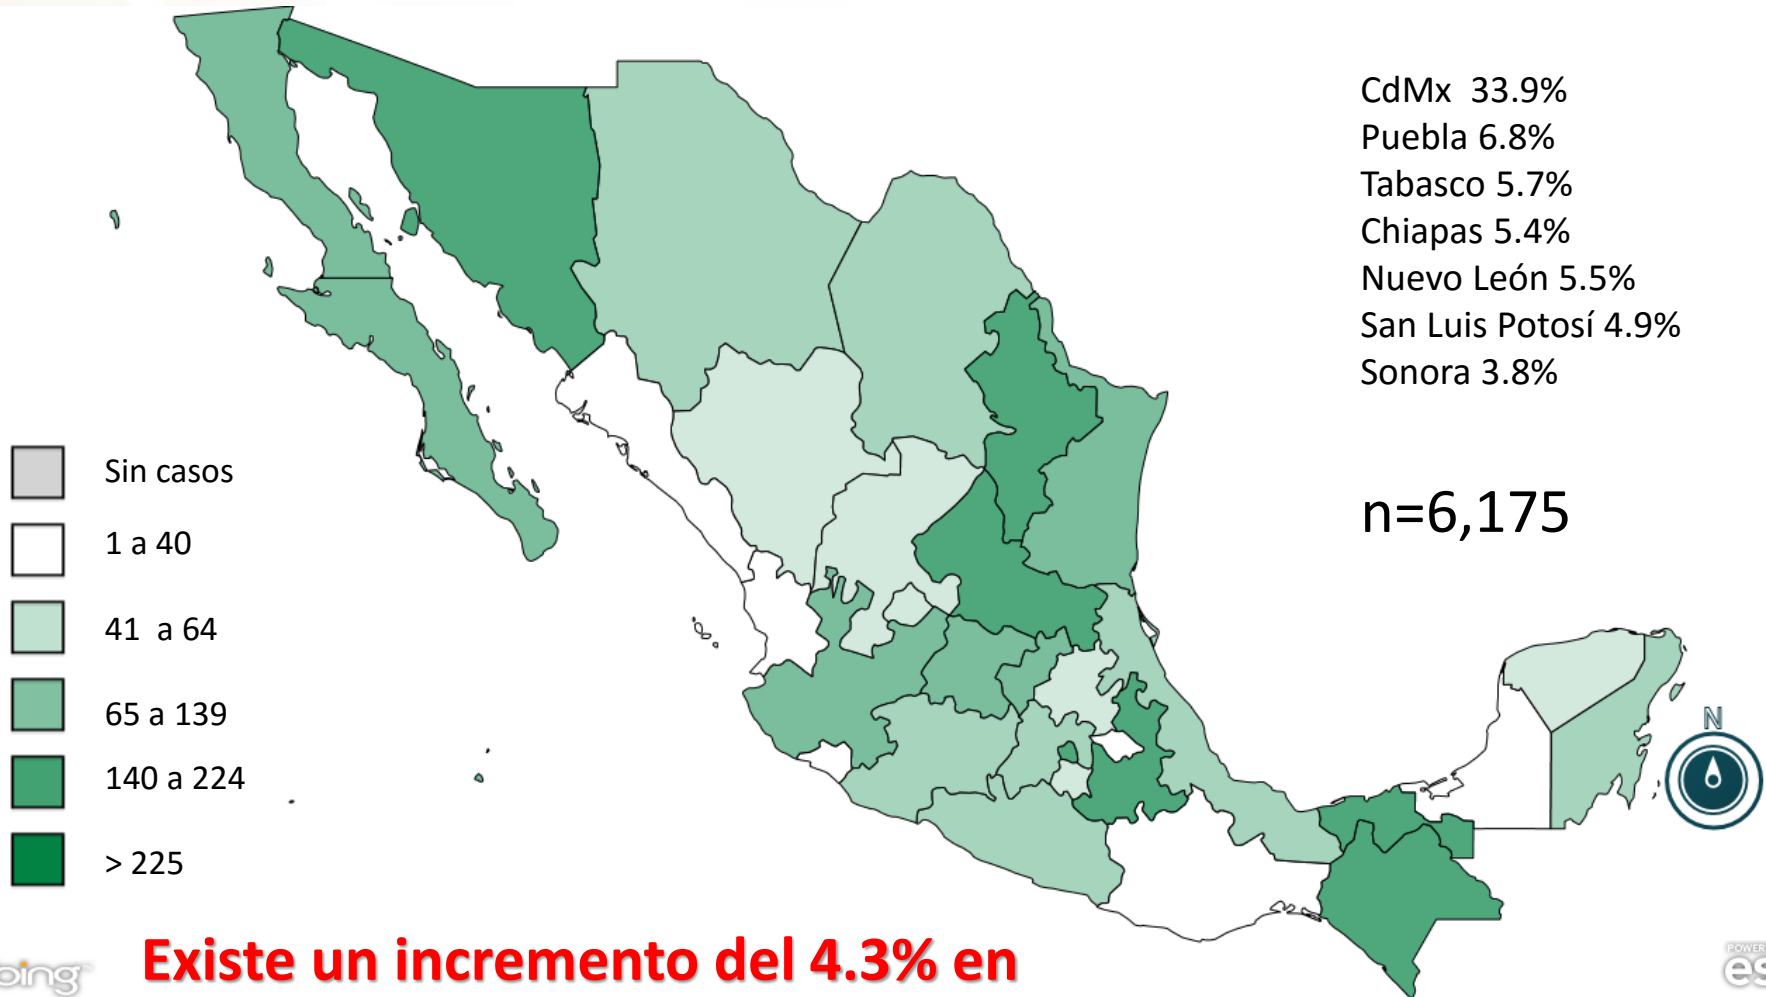 CdMx 33.9%
Puebla 6.8%
Tabasco 5.7%
Chiapas 5.4%
Nuevo León 5.5%
San Luis Potosí 4.9%
Sonora 3.8%
n=6,175
Sin casos
1 a 40
41 a 64
65 a 139
140 a 224
> 225
N
Existe un incremento del 4.3% en
bing
POWER
es